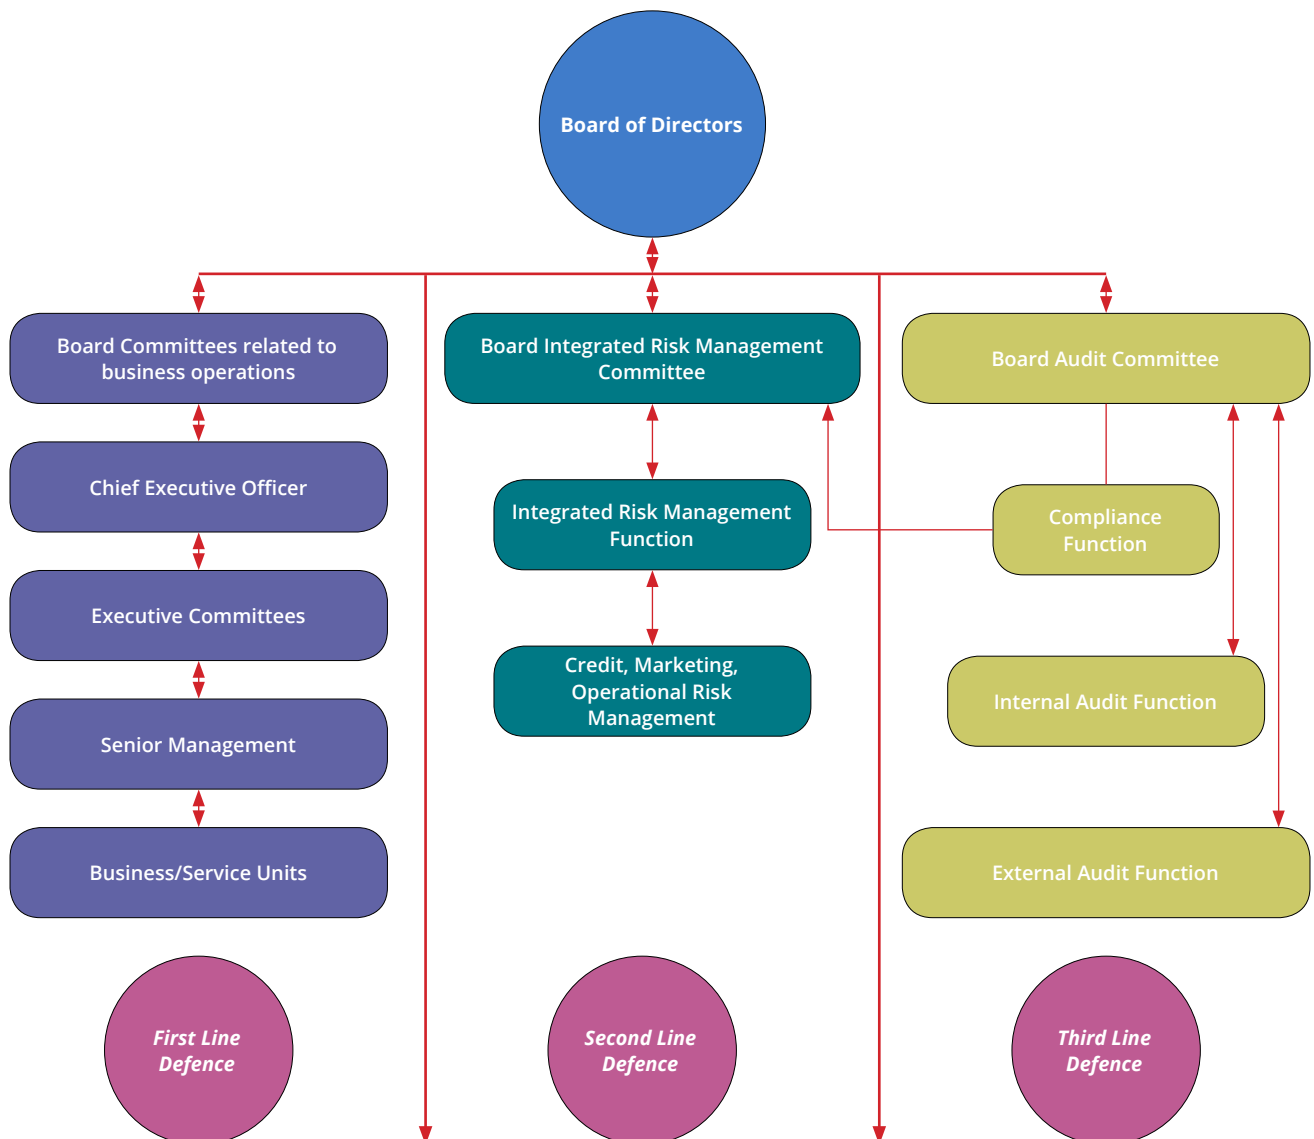 Board of Directors
Board Committees related to
business operations
Chief Executive Officer
Executive Committees
Senior Management
Business/Service Units
First Line
Defence
Board Integrated Risk Management
Committee
Integrated Risk Management
Function
Credit, Marketing,
Operational Risk
Management
Second Line
Defence
Board Audit Committee
Compliance
Function
Internal Audit Function
External Audit Function
Third Line
Defence